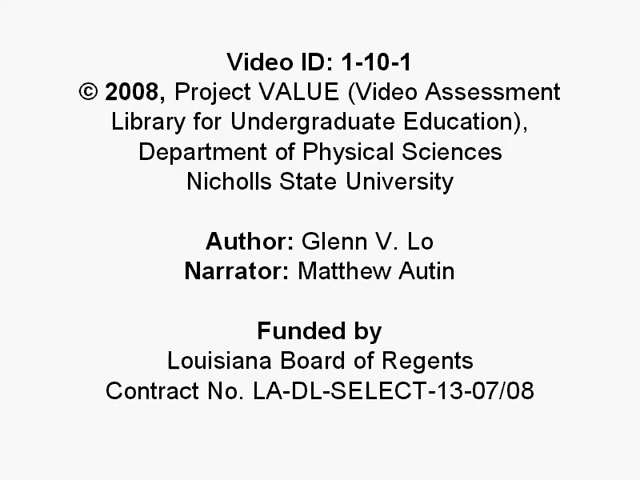 Video ID: 1-10-1
© 2008, Project VALUE (Video Assessment
Library for Undergraduate Education),
Department of Physical Sciences
Nicholls State University
Author: Glenn V. Lo
Narrator: Matthew Autin
Funded by
Louisiana Board of Regents
Contract No. LA-DL-SELECT-13-07/08